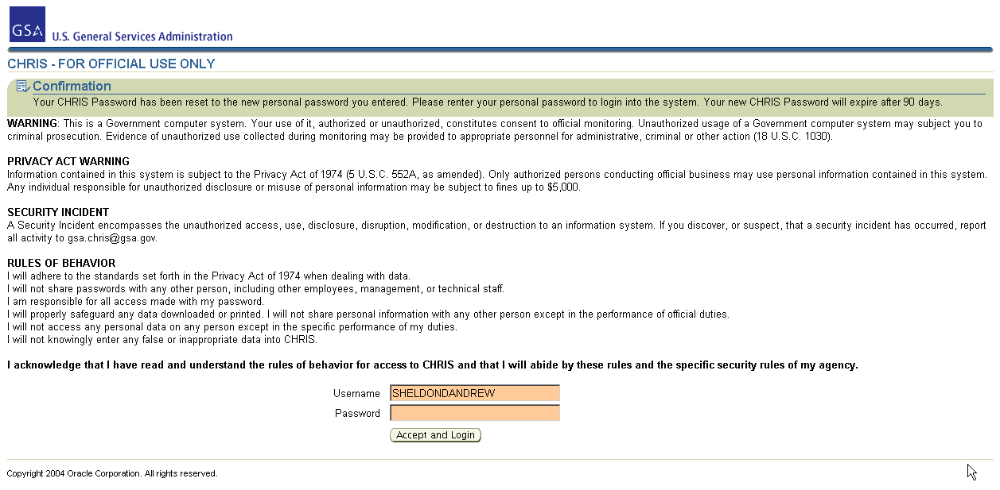 GSA
U.S. General Services Administration
CHRIS - FOR OFFICIAL USE ONLY
Confirmation
Your CHRIS Password has been reset to the new personal password you entered. Please renter your personal password to login into the system. Your new CHRIS Password will expire after 90 days.
WARNING: This is a Government computer system. Your use of it, authorized or unauthorized, constitutes consent to official monitoring. Unauthorized usage of a Government computer system may subject you to
criminal prosecution. Evidence of unauthorized use collected during monitoring may be provided to appropriate personnel for administrative, criminal or other action (18 U.S.C. 1030).
PRIVACY ACT WARNING
Information contained in this system is subject to the Privacy Act of 1974 (5 U.S.C. 552A, as amended). Only authorized persons conducting official business may use personal information contained in this system.
Any individual responsible for unauthorized disclosure or misuse of personal information may be subject to fines up to $5,000.
SECURITY INCIDENT
A Security Incident encompasses the unauthorized access, use, disclosure, disruption, modification, or destruction to an information system. If you discover, or suspect, that a security incident has occurred, report
all activity to gsa.chris@gsa.gov.
RULES OF BEHAVIOR
I will adhere to the standards set forth in the Privacy Act of 1974 when dealing with data.
I will not share passwords with any other person, including other employees, management, or technical staff.
I am responsible for all access made with my password.
I will properly safeguard any data downloaded or printed. I will not share personal information with any other person except in the performance of official duties.
I will not access any personal data on any person except in the specific performance of my duties.
I will not knowingly enter any false or inappropriate data into CHRIS.
I acknowledge that I have read and understand the rules of behavior for access to CHRIS and that I will abide by these rules and the specific security rules of my agency.
Username SHELDONDANDREW
Password
Accept and Login
Copyright 2004 Oracle Corporation. All rights reserved.